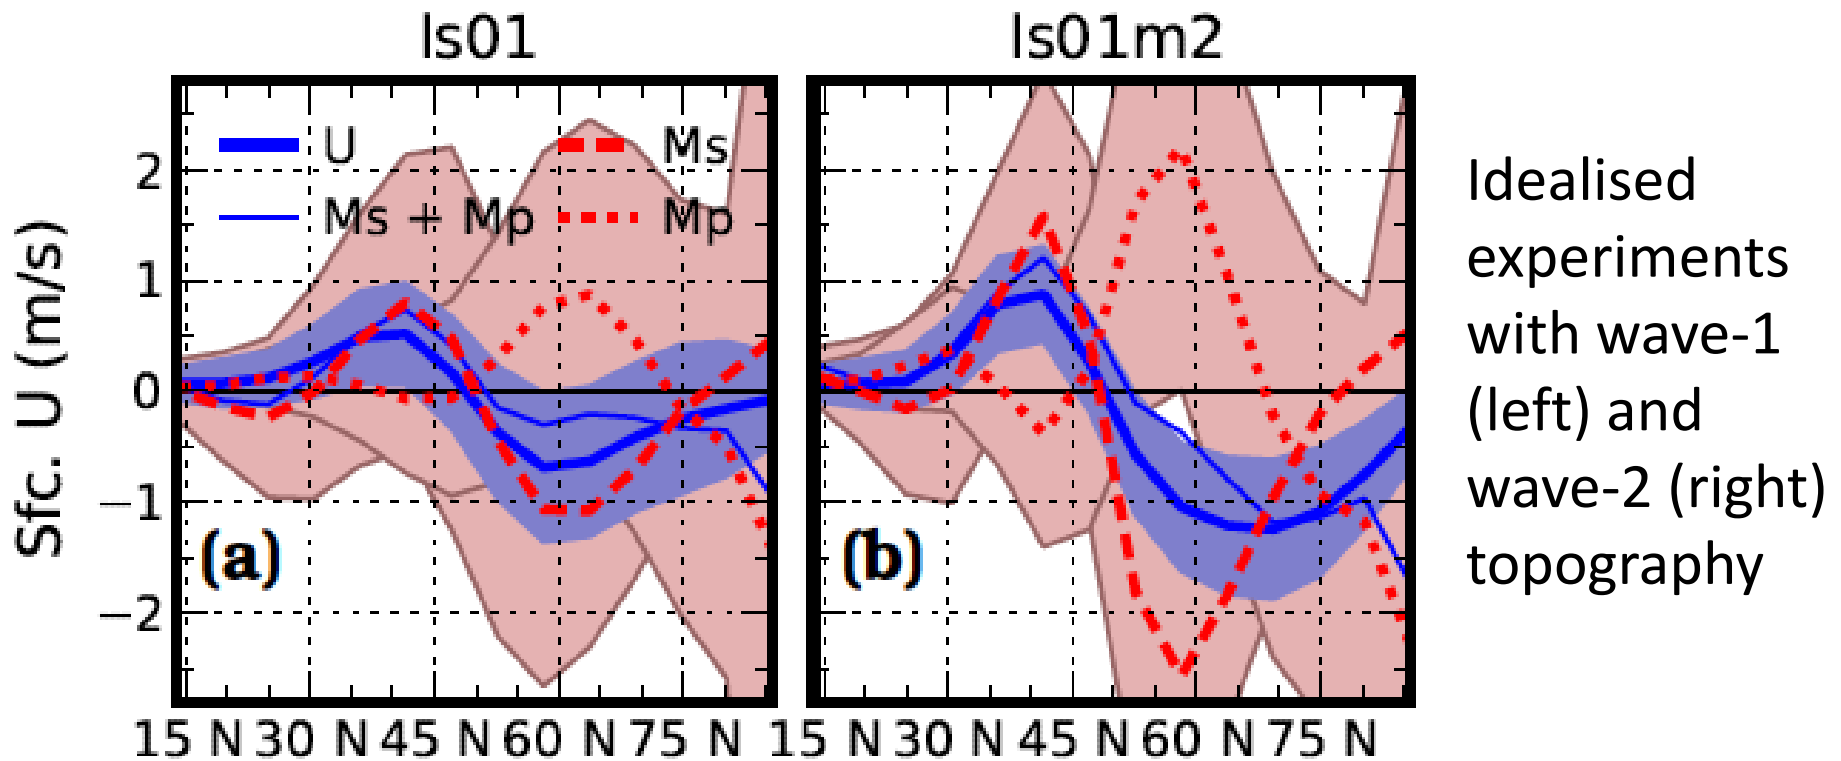 ls01
ls01m2
U
Ms
Ms + Mp
Mp
Sfc. U (m/s)
2
1
0
−1
−2
(a)
(b)
15 N 30 N 45 N 60 N 75 N
15 N 30 N 45 N 60 N 75 N
Idealised
experiments
with wave-1
(left) and
wave-2 (right)
topography